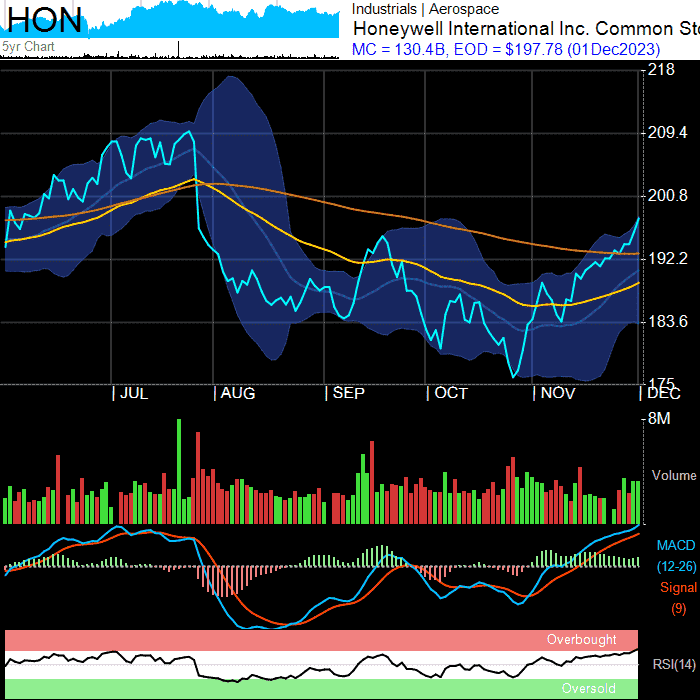 HON
5yr Chart
Industrials | Aerospace
Honeywell International Inc. Common Sto
MC = 130.4B, EOD = $197.78 (01Dec2023)
218
209.4
200.8
192.2
183.6
175
JUL AUG SEP OCT NOV DEC
8M
Volume
MACD
(12-26)
Signal
(9)
Overbought
RSI(14)
Oversold